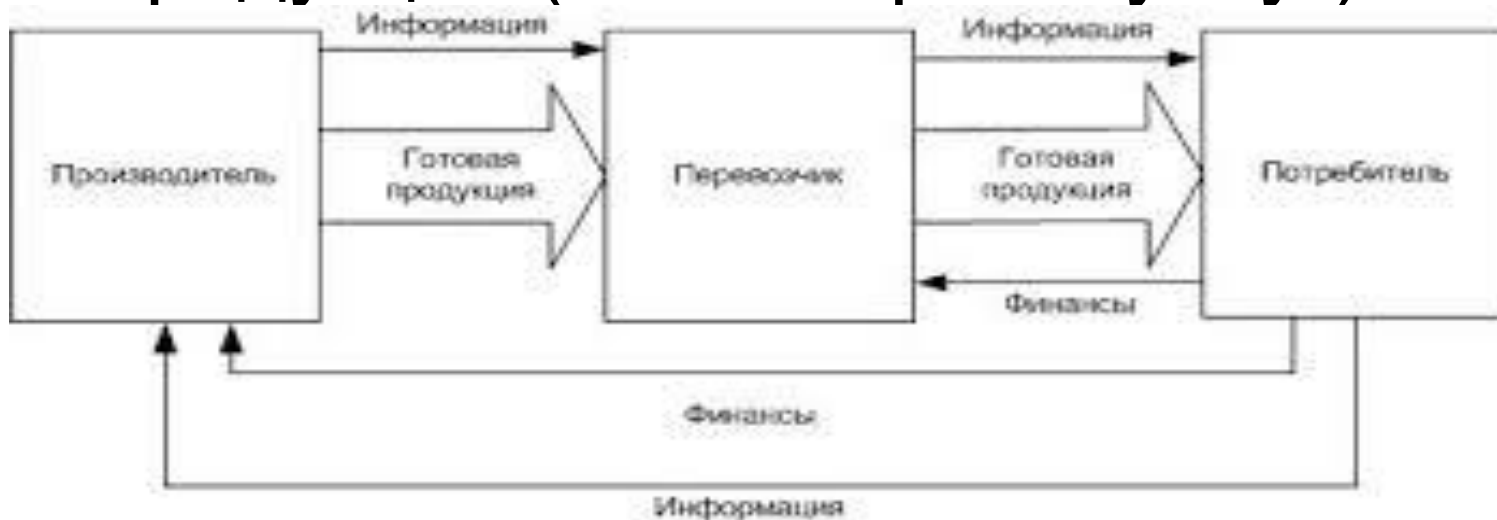 Информация
Информация
Производитель
Готовая
продукция
Перевозчик
Готовая
продукция
Потребитель
Финансы
Финансы
Информация